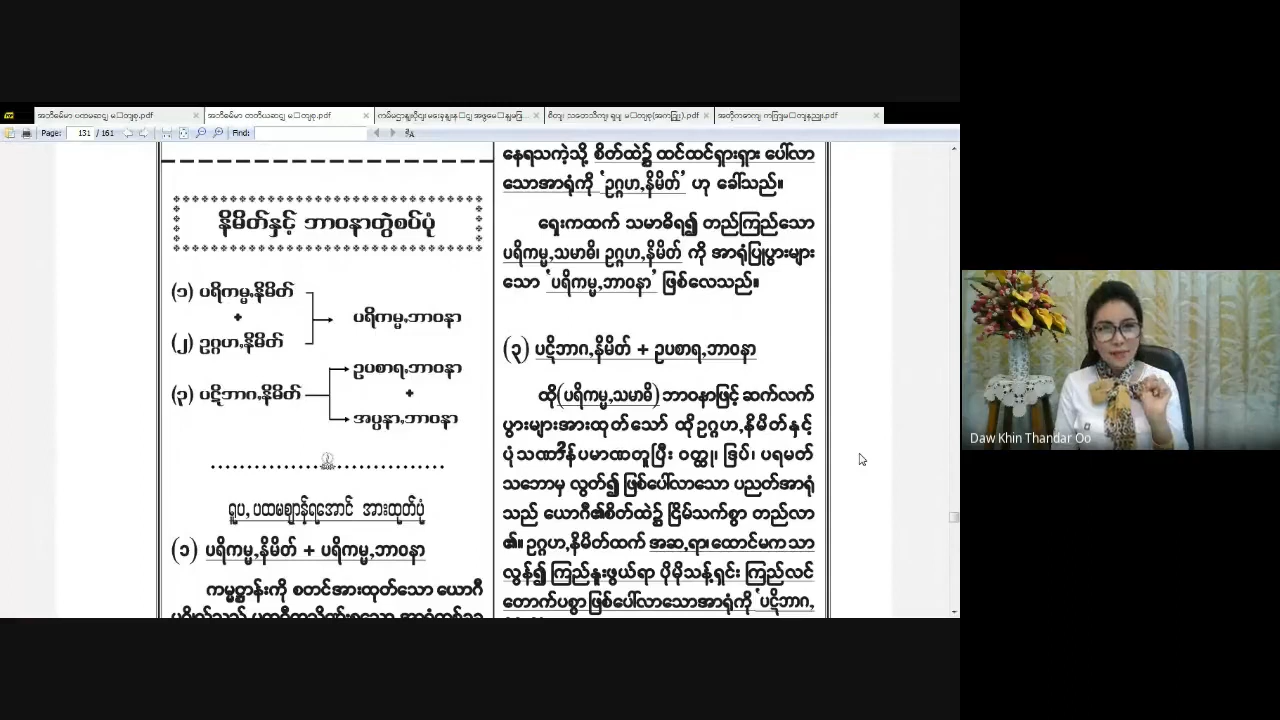 Page: 131 / 161 Find:
နိမိတ်နှင့် ဘာဝနာတွဲစပ်ပုံ
(၁) ပရိကမ္မ,နိမိတ်
+
ပရိကမ္မ,ဘာဝနာ
(၂) ဥဂ္ဂဟ,နိမိတ်
(၃) ပဋိဘာဂ,နိမိတ်
ဥပစာရ,ဘာဝနာ
+
အပ္ပနာ,ဘာဝနာ
ရူပ, ပထမဈာန်ရအောင် အားထုတ်ပုံ
(၁) ပရိကမ္မ,နိမိတ် + ပရိကမ္မ,ဘာဝနာ
ကမ္မဋ္ဌာန်းကို စတင်အားထုတ်သော ယောဂီ
နေရသကဲ့သို့ စိတ်ထဲ၌ ထင်ထင်ရှားရှား ပေါ်လာ
သောအာရုံကို ‘ဥဂ္ဂဟ,နိမိတ်’ ဟု ခေါ်သည်။
ရှေးကထက် သမာဓိရ၍ တည်ကြည်သော
ပရိကမ္မ,သမာဓိ၊ ဥဂ္ဂဟ,နိမိတ် ကို အာရုံပြုပွားများ
သော ‘ပရိကမ္မ,ဘာဝနာ’ ဖြစ်လေသည်။
(၃) ပဋိဘာဂ,နိမိတ် + ဥပစာရ,ဘာဝနာ
ထို(ပရိကမ္မ,သမာဓိ)ဘာဝနာဖြင့် ဆက်လက်
ပွားများအားထုတ်သော် ထိုဥဂ္ဂဟ,နိမိတ်နှင့်
ပုံသဏ္ဌာန်ပမာဏတူပြီး ဝတ္ထု၊ ဒြပ်၊ ပရမတ်
သဘောမှ လွတ်၍ ဖြစ်ပေါ်လာသော ပညတ်အာရုံ
သည် ယောဂီ၏စိတ်ထဲ၌ ငြိမ်သက်စွာ တည်လာ
၏။ ဥဂ္ဂဟ,နိမိတ်ထက် အဆ,ရာ၊ထောင်မက သာ
လွန်၍ ကြည်နူးဖွယ်ရာ ပိုမိုသန့်ရှင်း ကြည်လင်
တောက်ပစွာဖြစ်ပေါ်လာသောအာရုံကို ‘ပဋိဘာဂ,
Daw Khin Thandar Oo